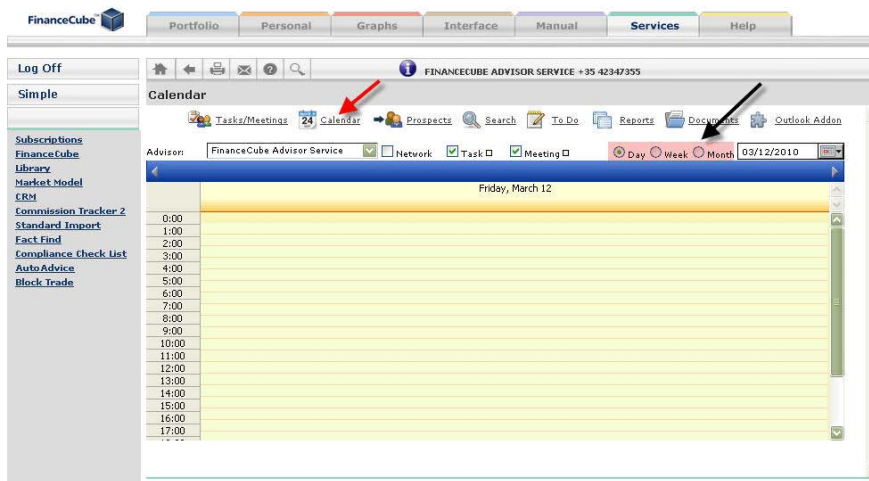 FinanceCube™
Portfolio Personal Graphs Interface Manual Services Help
Log Off
FINANCECUBE ADVISOR SERVICE +35 42347355
Simple
Calendar
Tasks/Meetings 24 Calendar Prospects Search To Do Reports Documents Outlook Addon
Subscriptions
FinanceCube
Library
Market Model
CRM
Commission Tracker 2
Standard Import
Fact Find
Compliance Check List
AutoAdvice
Block Trade
Advisor: FinanceCube Advisor Service Network Task Meeting Day Week Month 03/12/2010
Friday, March 12
0:00
1:00
2:00
3:00
4:00
5:00
6:00
7:00
8:00
9:00
10:00
11:00
12:00
13:00
14:00
15:00
16:00
17:00